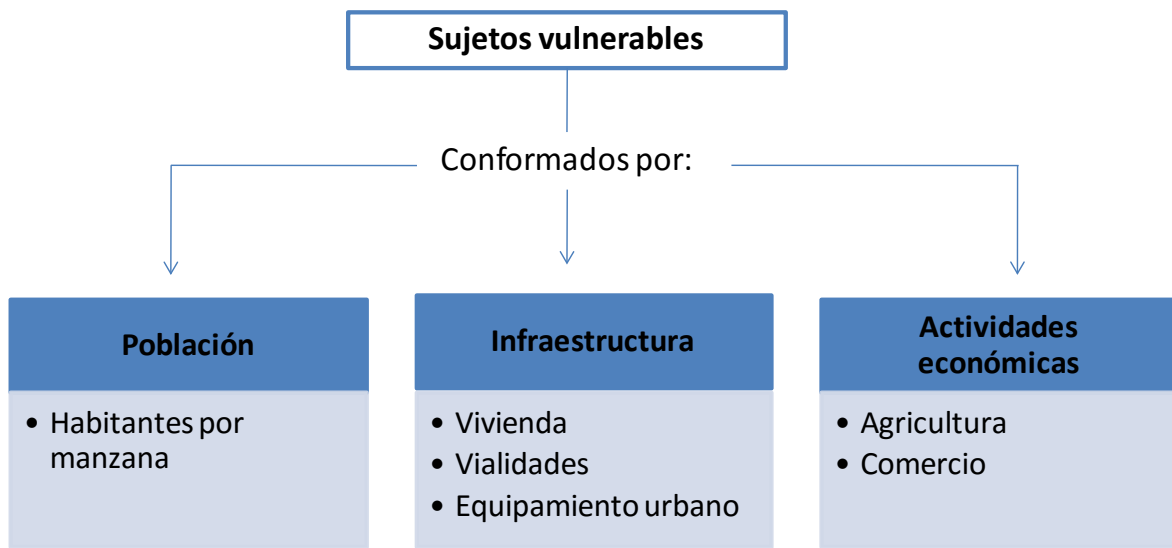 Sujetos vulnerables
Conformados por:
Población
• Habitantes por
manzana
Infraestructura
• Vivienda
• Vialidades
• Equipamiento urbano
Actividades
económicas
• Agricultura
• Comercio